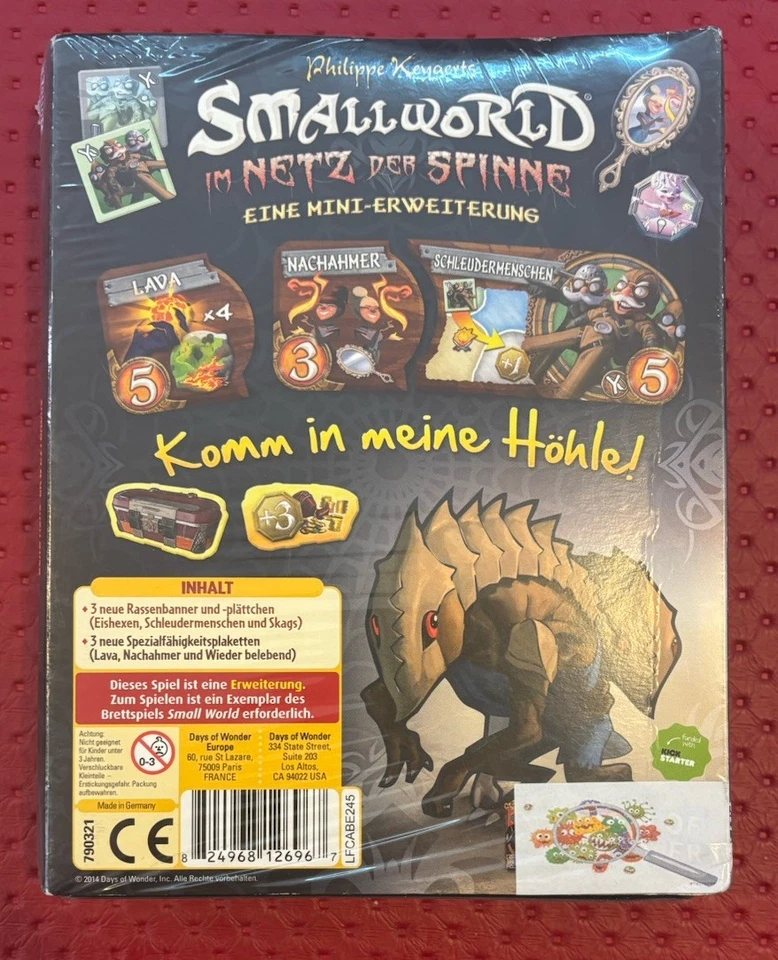 Philippe Keyaerts
SMALLWORLD®
IM NETZ DER SPINNE
EINE MINI-ERWEITERUNG
LAVA
x4
5
NACHAHMER
3
SCHLEUDERMENSCHEN
+1
5
Komm in meine Höhle!
+3
INHALT
• 3 neue Rassenbanner und -plättchen
(Eishexen, Schleudermenschen und Skags)
• 3 neue Spezialfähigkeitsplaketten
(Lava, Nachahmer und Wieder belebend)
Dieses Spiel ist eine Erweiterung.
Zum Spielen ist ein Exemplar des
Brettspiels Small World erforderlich.
Achtung:
Nicht geeignet
für Kinder unter
3 Jahren.
Verschluckbare
Kleinteile –
Erstickungsgefahr. Packung
aufbewahren.
0-3
Made in Germany
Days of Wonder
Europe
60, rue St Lazare,
75009 Paris
FRANCE
Days of Wonder
334 State Street,
Suite 203
Los Altos,
CA 94022 USA
funded
with
KICK
STARTER
790321
CE
8 24968 12696 7
LFCABE245
© 2014 Days of Wonder, Inc. Alle Rechte vorbehalten.